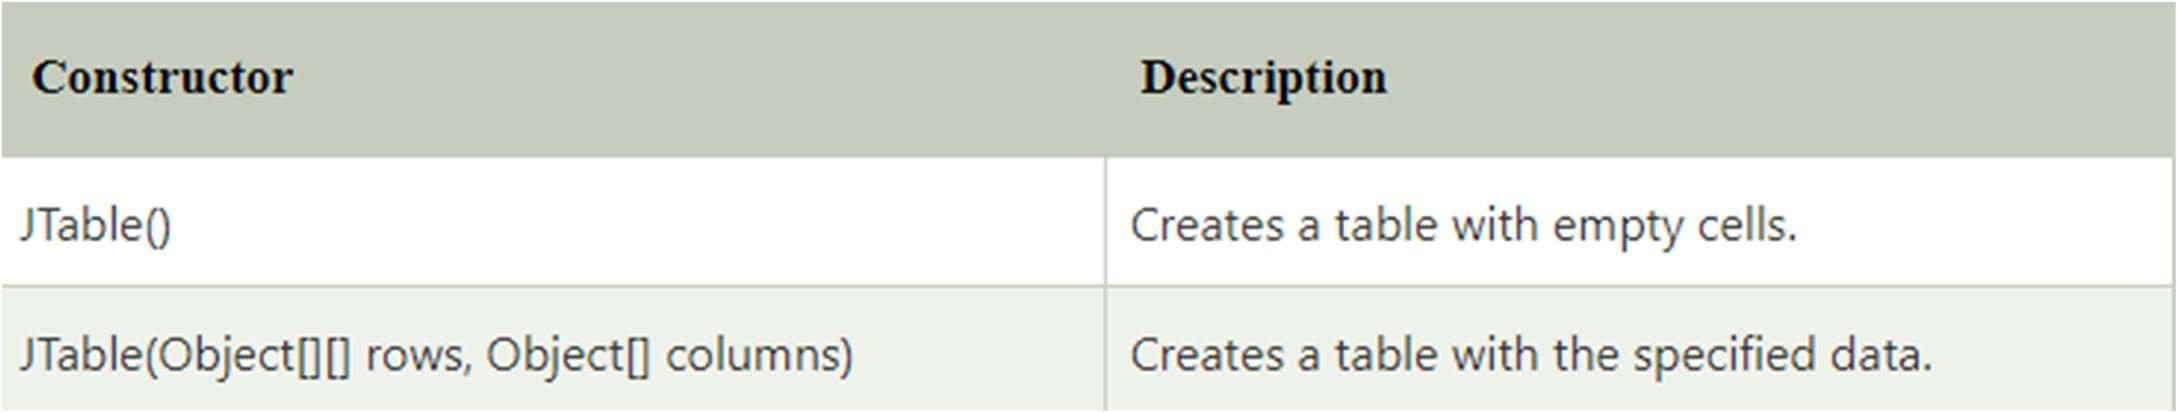 Constructor Description
JTable() Creates a table with empty cells.
JTable(Object[][] rows, Object[] columns) Creates a table with the specified data.